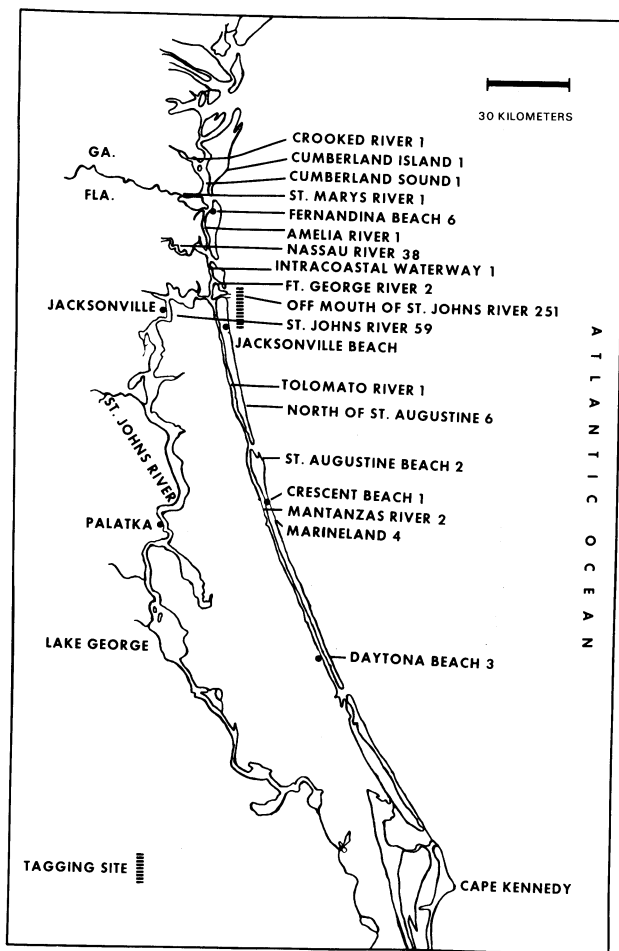 30 KILOMETERS
CROOKED RIVER 1
GA.
CUMBERLAND ISLAND 1
CUMBERLAND SOUND 1
FLA.
ST. MARYS RIVER 1
FERNANDINA BEACH 6
AMELIA RIVER 1
NASSAU RIVER 38
INTRACOASTAL WATERWAY 1
FT. GEORGE RIVER 2
JACKSONVILLE
OFF MOUTH OF ST. JOHNS RIVER 251
ST. JOHNS RIVER 59
JACKSONVILLE BEACH
TOLOMATO RIVER 1
NORTH OF ST. AUGUSTINE 6
ST. JOHNS RIVER
ST. AUGUSTINE BEACH 2
CRESCENT BEACH 1
MANTANZAS RIVER 2
PALATKA
MARINELAND 4
ATLANTIC OCEAN
LAKE GEORGE
DAYTONA BEACH 3
TAGGING SITE
CAPE KENNEDY